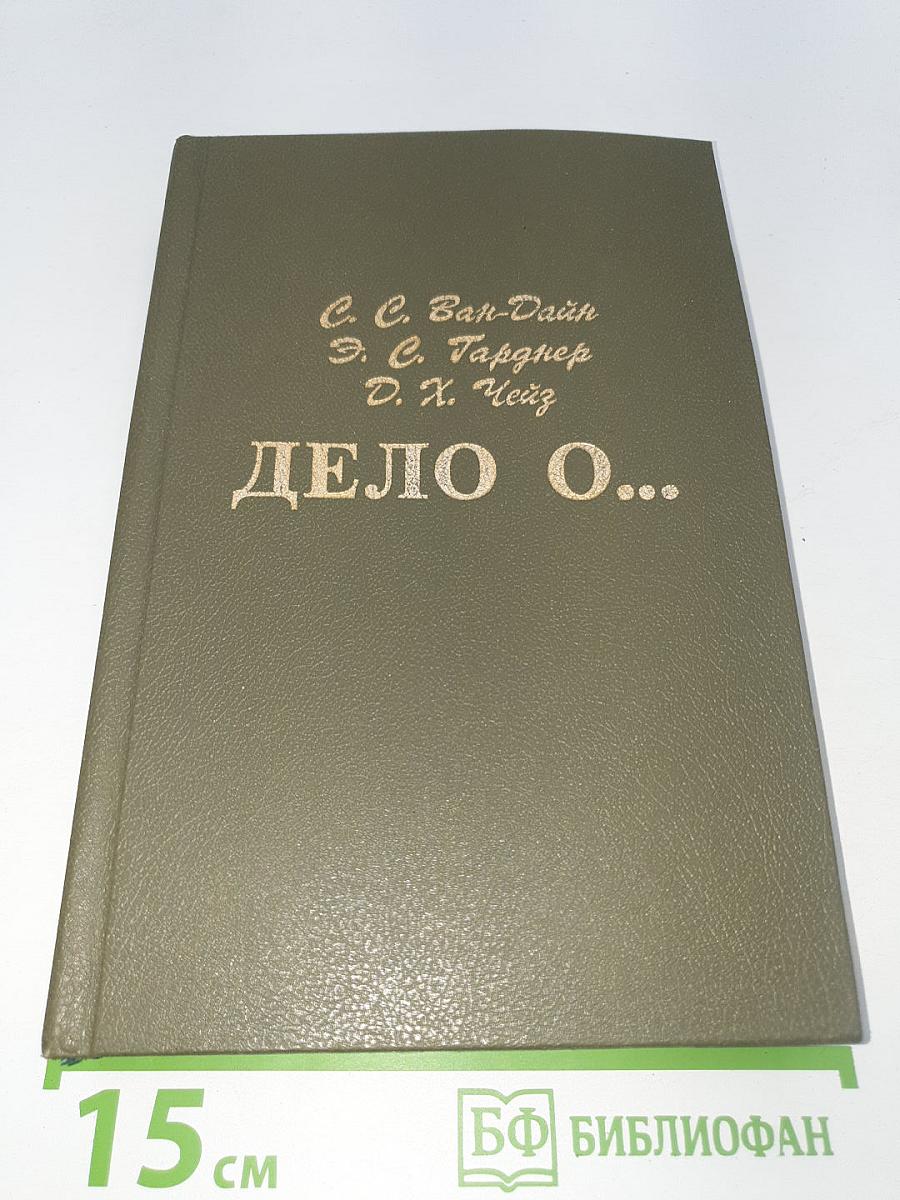 С. С. Ван-Дайн
Э. С. Гарднер
Д. Х. Чейз
ДЕЛО О...
15 см
БФ БИБЛИОФАН